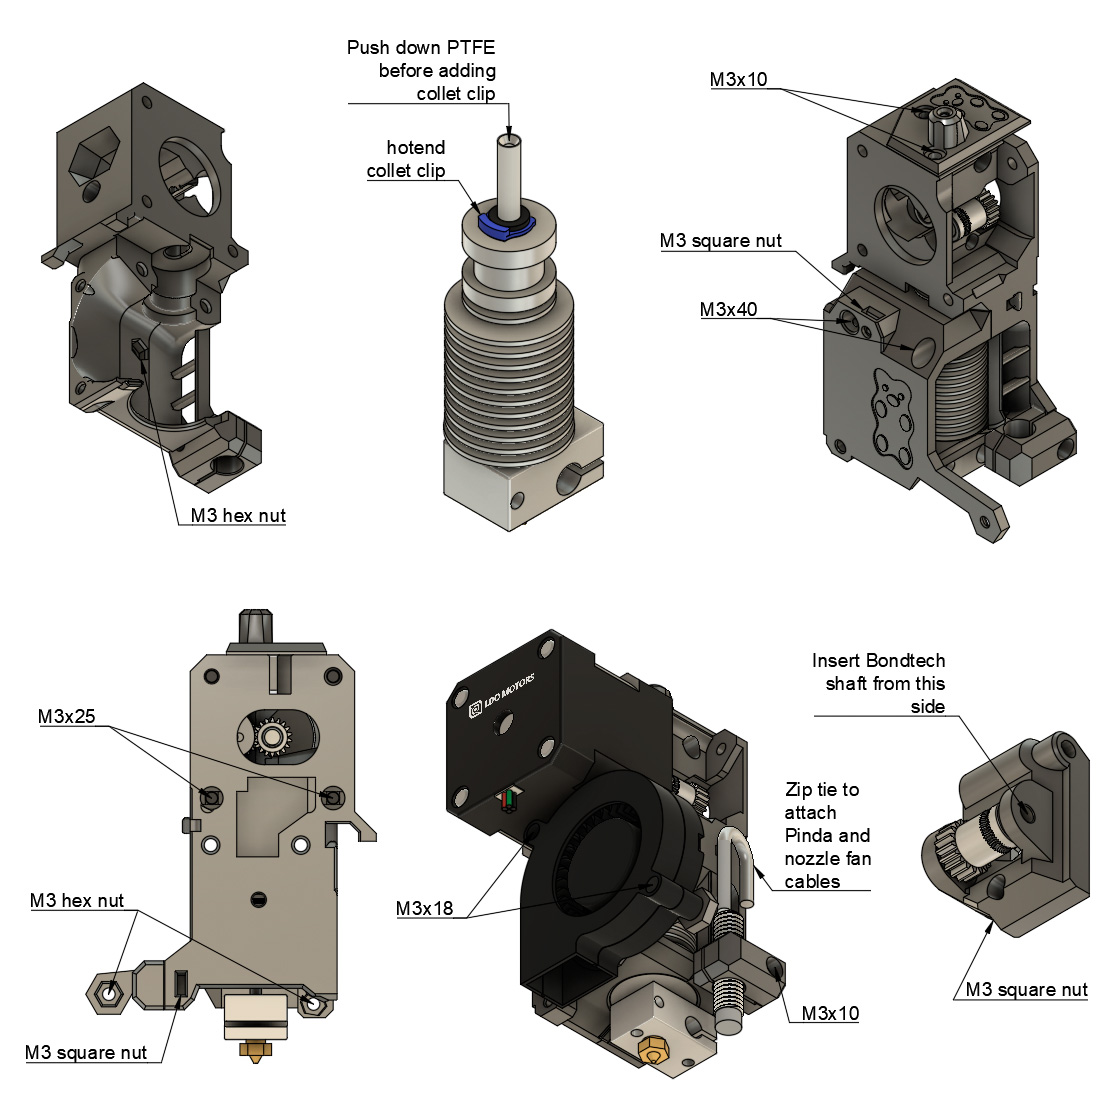 Push down PTFE
before adding
collet clip
hotend
collet clip
M3 hex nut
M3x10
M3 square nut
M3x40
M3x25
M3 hex nut
M3 square nut
LDO MOTORS
M3x18
Zip tie to
attach
Pinda and
nozzle fan
cables
M3x10
Insert Bondtech
shaft from this
side
M3 square nut